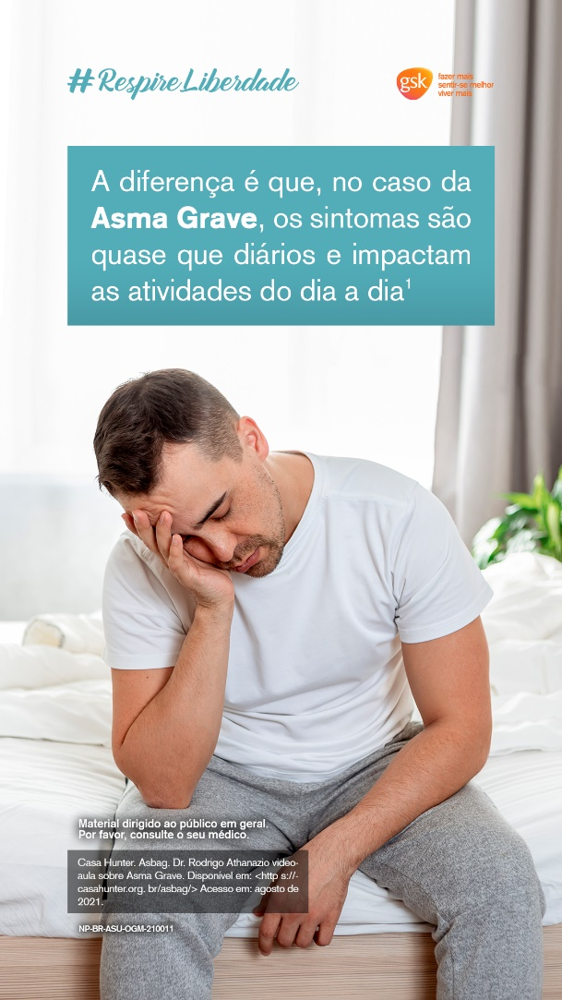 #RespireLiberdade
gsk
fazer mais
sentir-se melhor
viver mais
A diferença é que, no caso da
Asma Grave, os sintomas são
quase que diários e impactam
as atividades do dia a dia¹
Material dirigido ao público em geral.
Por favor, consulte o seu médico.
Casa Hunter. Asbag. Dr. Rodrigo Athanazio video-
aula sobre Asma Grave. Disponível em: <http s://-
casahunter.org. br/asbag/> Acesso em: agosto de
2021.
NP-BR-ASU-OGM-210011